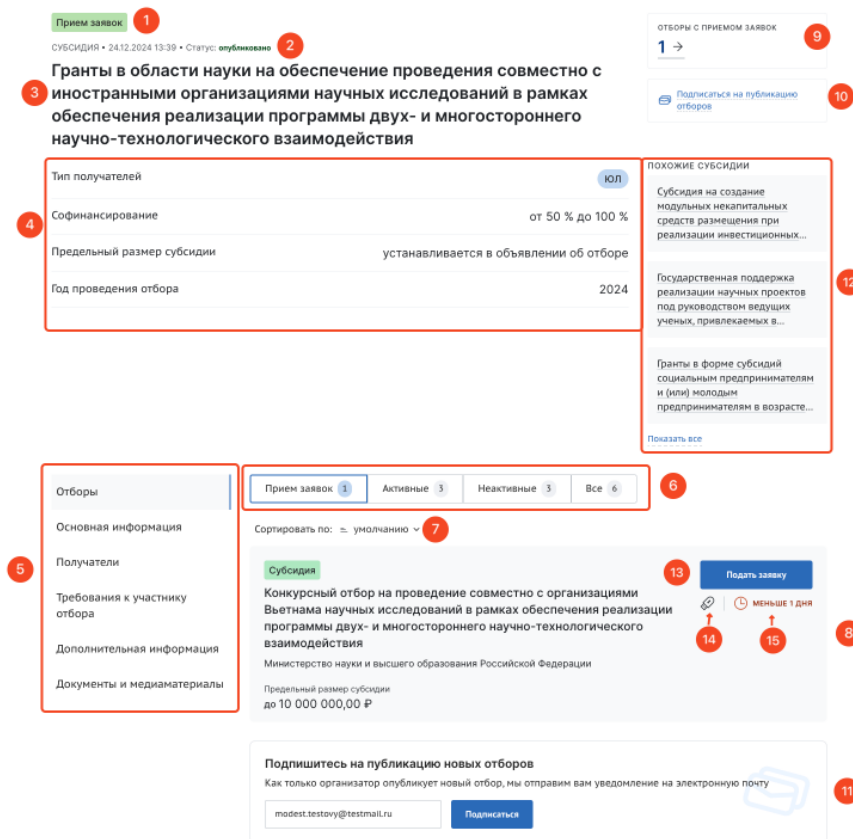 Прием заявок
1
СУБСИДИЯ • 24.12.2024 13:39 • Статус: опубликовано
2
Гранты в области науки на обеспечение проведения совместно с
3
иностранными организациями научных исследований в рамках
обеспечения реализации программы двух- и многостороннего
научно-технологического взаимодействия
ОТБОРЫ С ПРИЕМОМ ЗАЯВОК
1 →
9
Подписаться на публикацию
отборов
10
4
Тип получателей
ЮЛ
Софинансирование
от 50 % до 100 %
Предельный размер субсидии
устанавливается в объявлении об отборе
Год проведения отбора
2024
ПОХОЖИЕ СУБСИДИИ
Субсидия на создание
модульных некапитальных
средств размещения при
реализации инвестиционных...
Государственная поддержка
реализации научных проектов
под руководством ведущих
ученых, привлекаемых в...
12
Гранты в форме субсидий
социальным предпринимателям
и (или) молодым
предпринимателям в возрасте...
Показать все
5
Отборы
Основная информация
Получатели
Требования к участнику
отбора
Дополнительная информация
Документы и медиаматериалы
Прием заявок 1
Активные 3
Неактивные 3
Все 6
6
Сортировать по: умолчанию
7
Субсидия
Конкурсный отбор на проведение совместно с организациями
Вьетнама научных исследований в рамках обеспечения реализации
программы двух- и многостороннего научно-технологического
взаимодействия
Министерство науки и высшего образования Российской Федерации
Предельный размер субсидии
до 10 000 000,00 ₽
13
Подать заявку
МЕНЬШЕ 1 ДНЯ
14
15
8
Подпишитесь на публикацию новых отборов
Как только организатор опубликует новый отбор, мы отправим вам уведомление на электронную почту
11
modest.testovy@testmail.ru
Подписаться